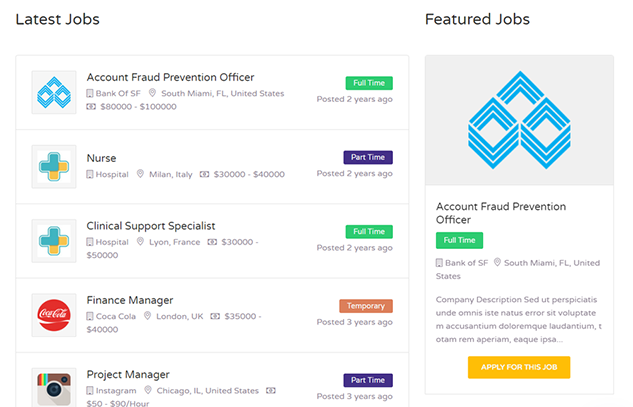 Latest Jobs
Account Fraud Prevention Officer
Full Time
Bank Of SF South Miami, FL, United States
$80000 - $100000
Posted 2 years ago
Nurse
Part Time
Hospital Milan, Italy $30000 - $40000
Posted 2 years ago
Clinical Support Specialist
Full Time
Hospital Lyon, France $30000 -
$50000
Posted 2 years ago
Coca-Cola
Finance Manager
Temporary
Coca Cola London, UK $35000 -
$40000
Posted 3 years ago
Project Manager
Part Time
Instagram Chicago, IL, United States
$50 - $90/Hour
Posted 3 years ago
Featured Jobs
Account Fraud Prevention
Officer
Full Time
Bank of SF South Miami, FL, United
States
Company Description Sed ut perspiciatis
unde omnis iste natus error sit voluptate
m accusantium doloremque laudantium, t
otam rem aperiam, eaque ipsa...
APPLY FOR THIS JOB